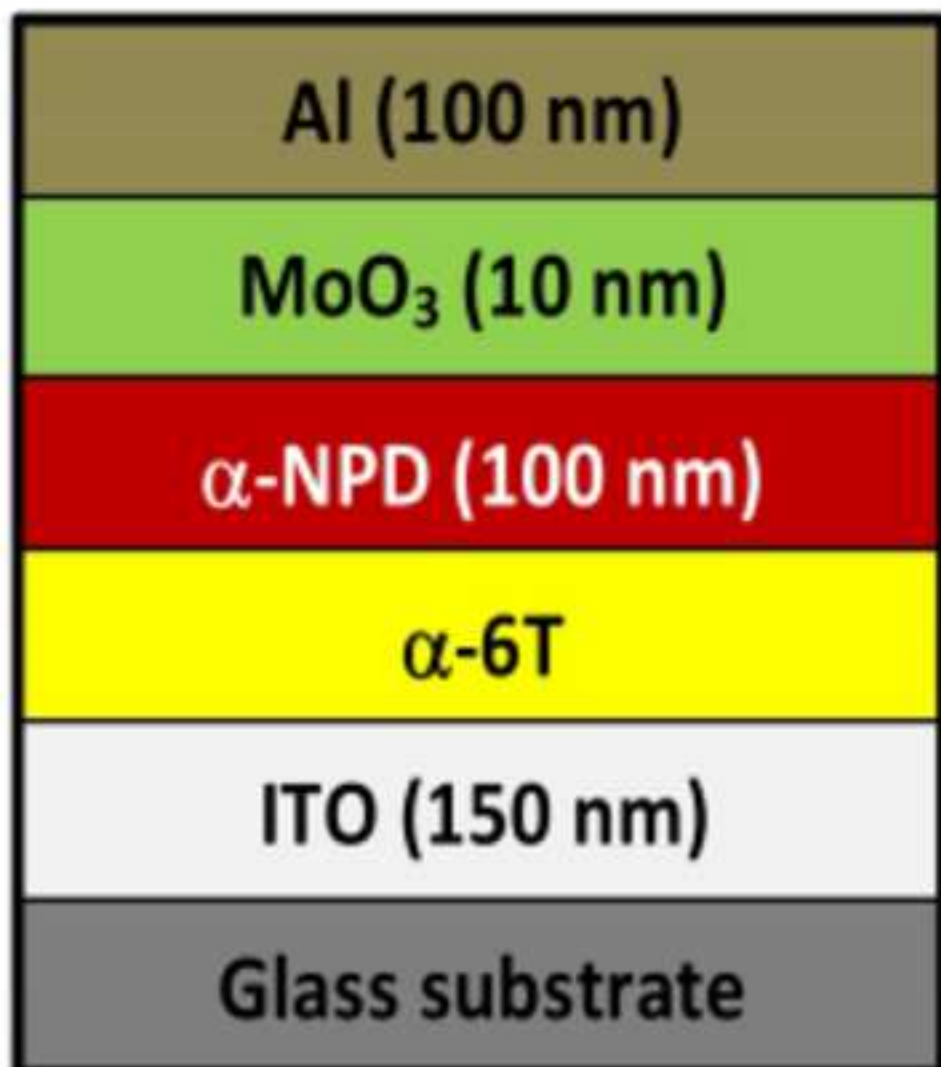 Al (100 nm)
MoO₃ (10 nm)
α-NPD (100 nm)
α-6T
ITO (150 nm)
Glass substrate